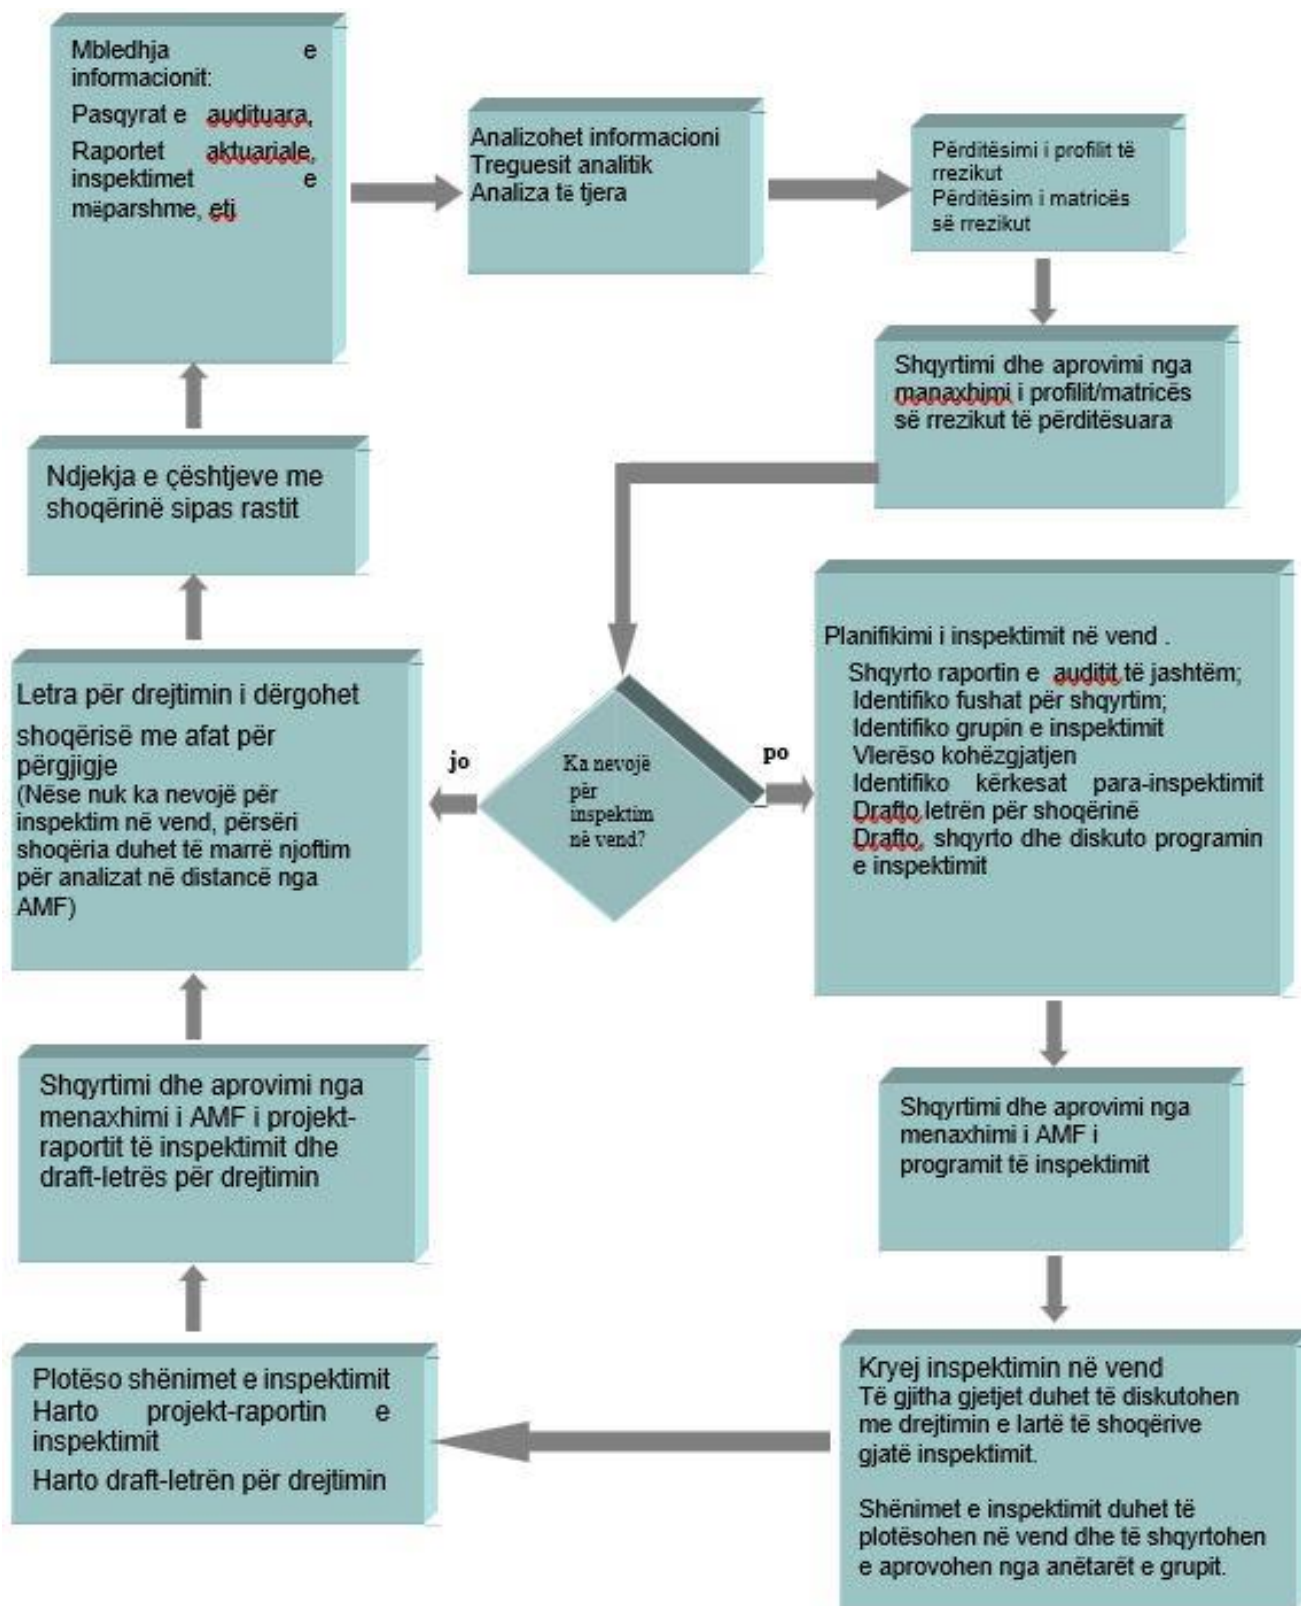 Mbledhja e
informacionit:
Pasqyrat e audituara,
Raportet aktuariale,
inspektimet e
mëparshme, etj
Analizohet informacioni
Treguesit analitik
Analiza të tjera
Përditësimi i profilit të
rrezikut
Përditësim i matricës
së rrezikut
Shqyrtimi dhe aprovimi nga
manaxhimi i profilit/matricës
së rrezikut të përditësuara
Ndjekja e çështjeve me
shoqërinë sipas rastit
Letra për drejtimin i dërgohet
shoqërisë me afat për
përgjigje
(Nëse nuk ka nevojë për
inspektim në vend, përsëri
shoqëria duhet të marrë njoftim
për analizat në distancë nga
AMF)
jo
Ka nevojë
për
inspektim
në vend?
po
Planifikimi i inspektimit në vend .
Shqyrto raportin e auditit të jashtëm;
Identifiko fushat për shqyrtim;
Identifiko grupin e inspektimit
Vlerëso kohëzgjatjen
Identifiko kërkesat para-inspektimit
Drafto letrën për shoqërinë
Drafto, shqyrto dhe diskuto programin
e inspektimit
Shqyrtimi dhe aprovimi nga
menaxhimi i AMF i projekt-
raportit të inspektimit dhe
draft-letrës për drejtimin
Shqyrtimi dhe aprovimi nga
menaxhimi i AMF i
programit të inspektimit
Plotëso shënimet e inspektimit
Harto projekt-raportin e
inspektimit
Harto draft-letrën për drejtimin
Kryej inspektimin në vend
Të gjitha gjetjet duhet të diskutohen
me drejtimin e lartë të shoqërive
gjatë inspektimit.
Shënimet e inspektimit duhet të
plotësohen në vend dhe të shqyrtohen
e aprovohen nga anëtarët e grupit.